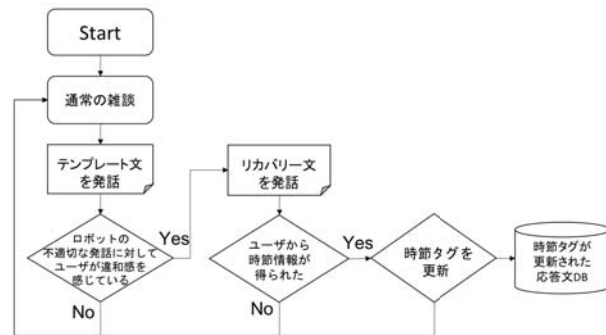 Start
通常の雑談
テンプレート文
を発話
ロボットの
不適切な発話に対して
ユーザが違和感を
感じている
Yes
No
リカバリー文
を発話
ユーザから
時節情報が
得られた
Yes
No
時節タグを
更新
時節タグが
更新された
応答文DB